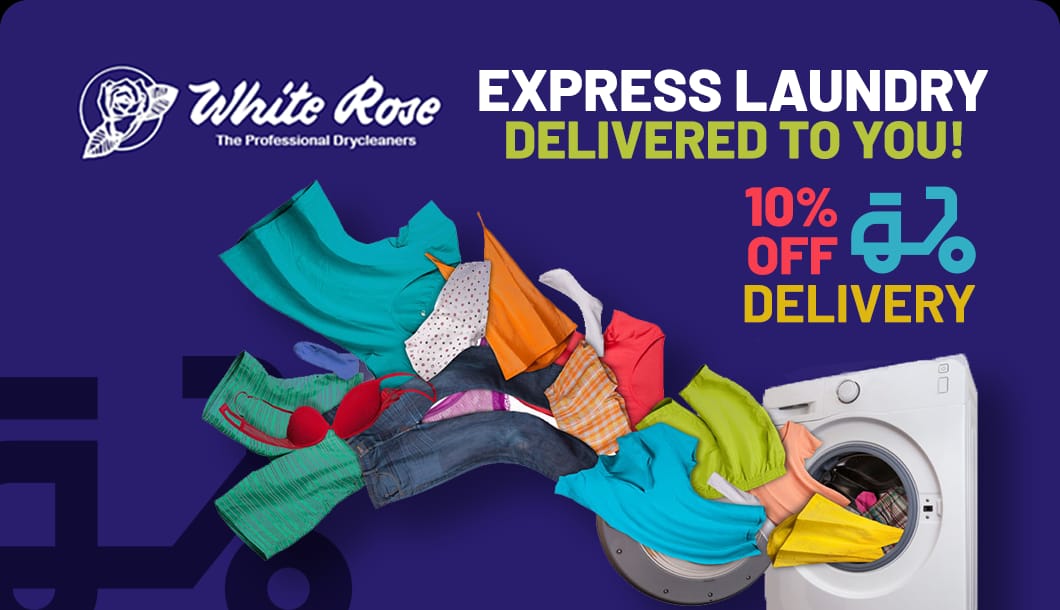 White Rose
The Professional Drycleaners
EXPRESS LAUNDRY
DELIVERED TO YOU!
10%
OFF
DELIVERY